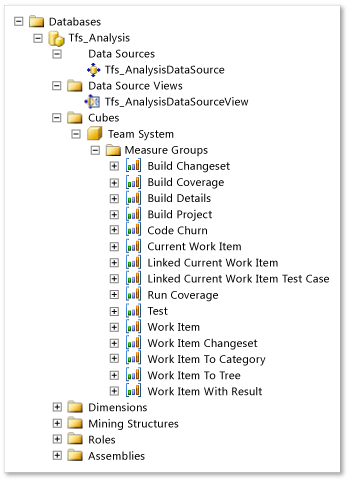 Databases
Tfs_Analysis
Data Sources
Tfs_AnalysisDataSource
Data Source Views
Tfs_AnalysisDataSourceView
Cubes
Team System
Measure Groups
Build Changeset
Build Coverage
Build Details
Build Project
Code Churn
Current Work Item
Linked Current Work Item
Linked Current Work Item Test Case
Run Coverage
Test
Work Item
Work Item Changeset
Work Item To Category
Work Item To Tree
Work Item With Result
Dimensions
Mining Structures
Roles
Assemblies